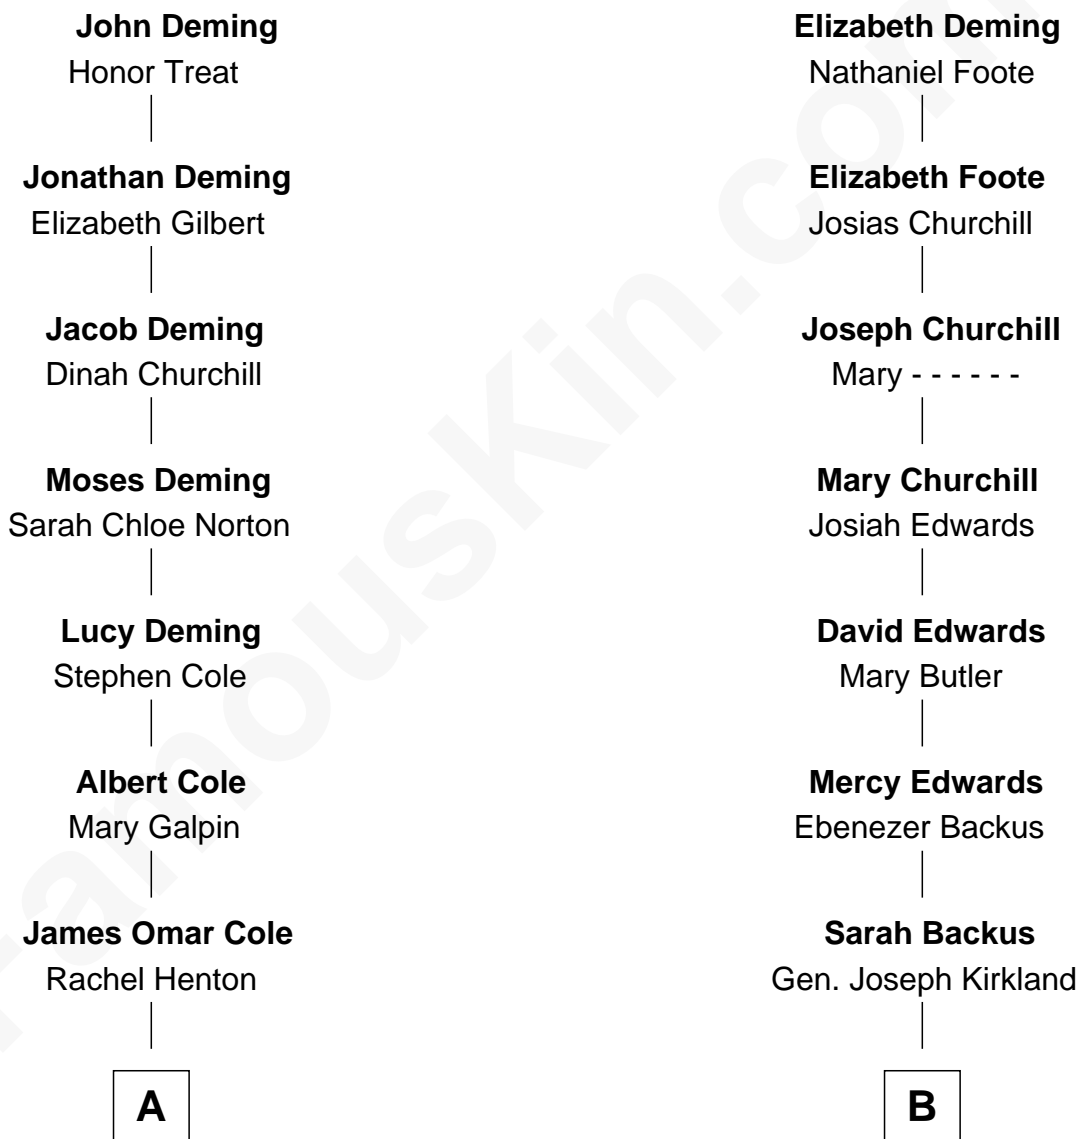 John Deming
Honor Treat
Jonathan Deming
Elizabeth Gilbert
Jacob Deming
Dinah Churchill
Moses Deming
Sarah Chloe Norton
Lucy Deming
Stephen Cole
Albert Cole
Mary Galpin
James Omar Cole
Rachel Henton
A
Elizabeth Deming
Nathaniel Foote
Elizabeth Foote
Josias Churchill
Joseph Churchill
Mary - - - - - -
Mary Churchill
Josiah Edwards
David Edwards
Mary Butler
Mercy Edwards
Ebenezer Backus
Sarah Backus
Gen. Joseph Kirkland
B
FamousKin.com